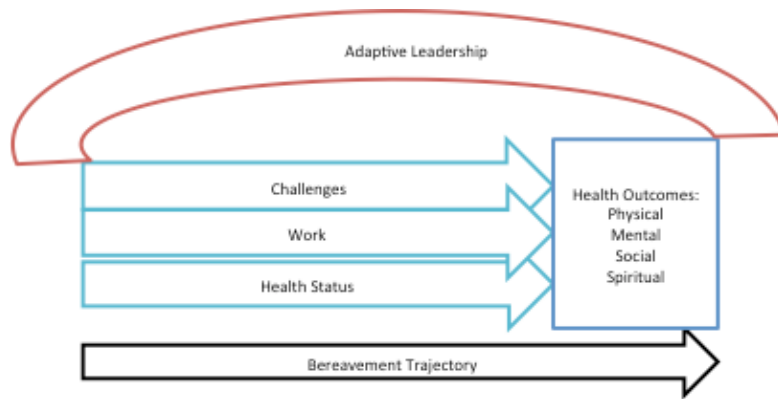 Adaptive Leadership
Challenges
Work
Health Status
Health Outcomes:
Physical
Mental
Social
Spiritual
Bereavement Trajectory